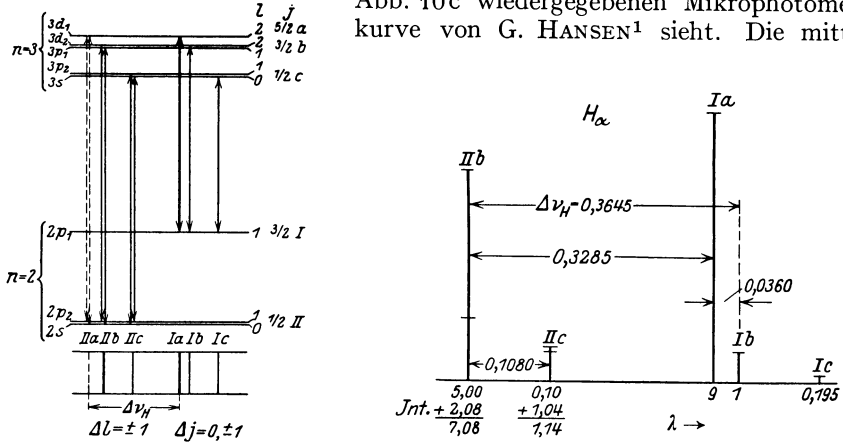 Abb. 10c wiedergegebenen Mikrophotome
kurve von G. HANSEN¹ sieht. Die mitt
l j
n=3
3d₁ 2 5/2 a
3d₂ 2
3p₁ 1 3/2 b
3p₂ 1
3s 0 1/2 c
n=2
2p₁ 1 3/2 I
2p₂ 1
2s 0 1/2 II
IIa IIb IIc Ia Ib Ic
Δν_H
Δl=±1 Δj=0,±1
H_α
Ia
IIb
Δν_H=0,3645
0,3285
0,0360
IIc
Ib
0,1080
Ic
5,00 0,10 9 1 0,195
Jnt. +2,08 +1,04 λ →
7,08 1,14